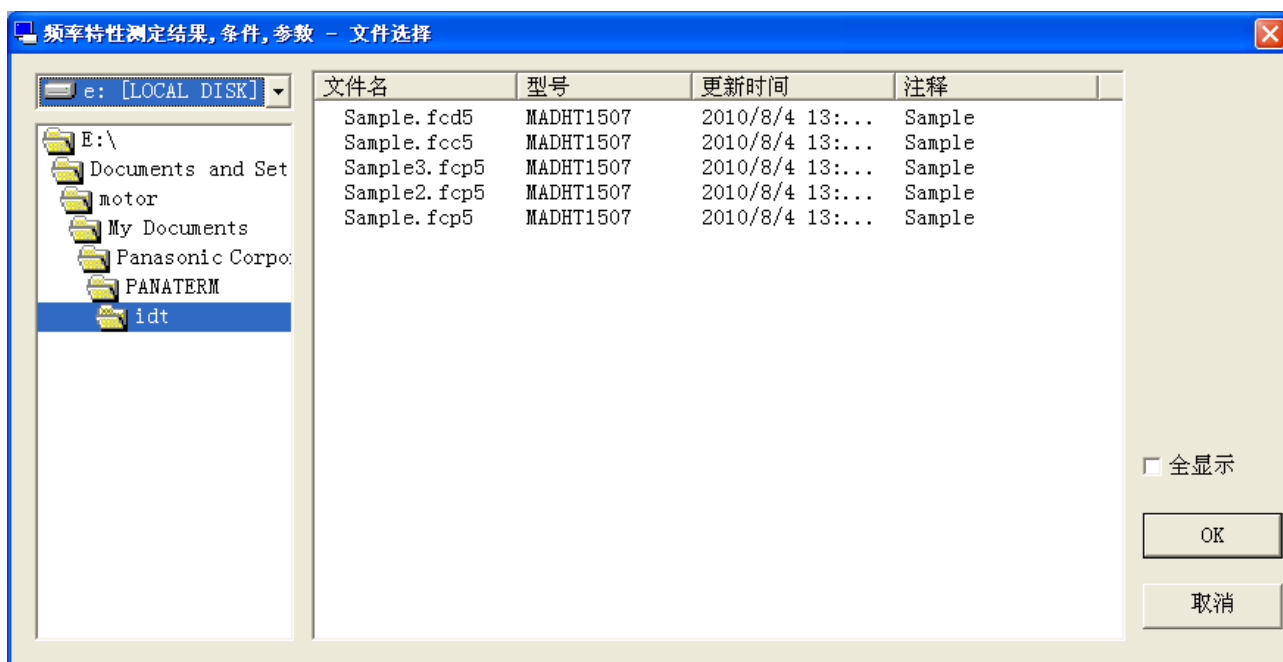 频率特性测定结果,条件,参数 - 文件选择
e: [LOCAL DISK]
E:\
Documents and Set
motor
My Documents
Panasonic Corpo
PANATERM
idt
文件名 型号 更新时间 注释
Sample.fcd5 MADHT1507 2010/8/4 13:... Sample
Sample.fcc5 MADHT1507 2010/8/4 13:... Sample
Sample3.fcp5 MADHT1507 2010/8/4 13:... Sample
Sample2.fcp5 MADHT1507 2010/8/4 13:... Sample
Sample.fcp5 MADHT1507 2010/8/4 13:... Sample
全显示
OK
取消